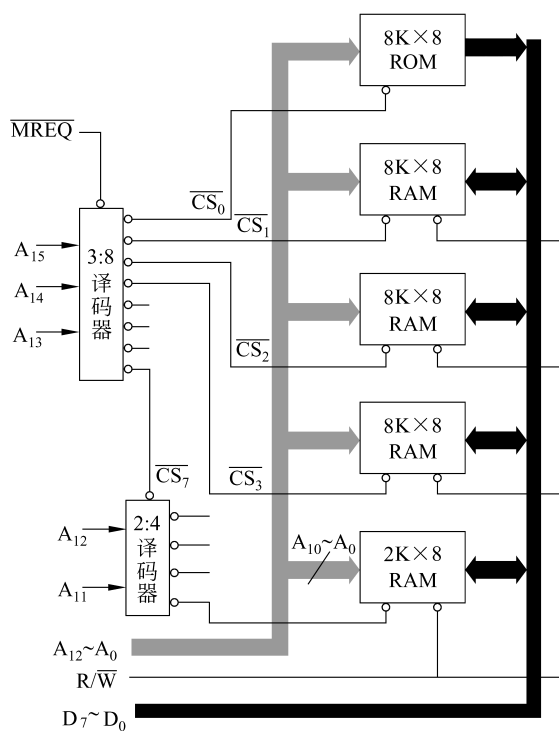 8K×8
ROM
MREQ
CS₀
8K×8
RAM
CS₁
A₁₅
3:8
译
码
器
A₁₄
A₁₃
8K×8
RAM
CS₂
8K×8
RAM
CS₇
CS₃
2:4
译
码
器
A₁₂
A₁₁
A₁₀~A₀
2K×8
RAM
A₁₂~A₀
R/W̅
D₇~D₀